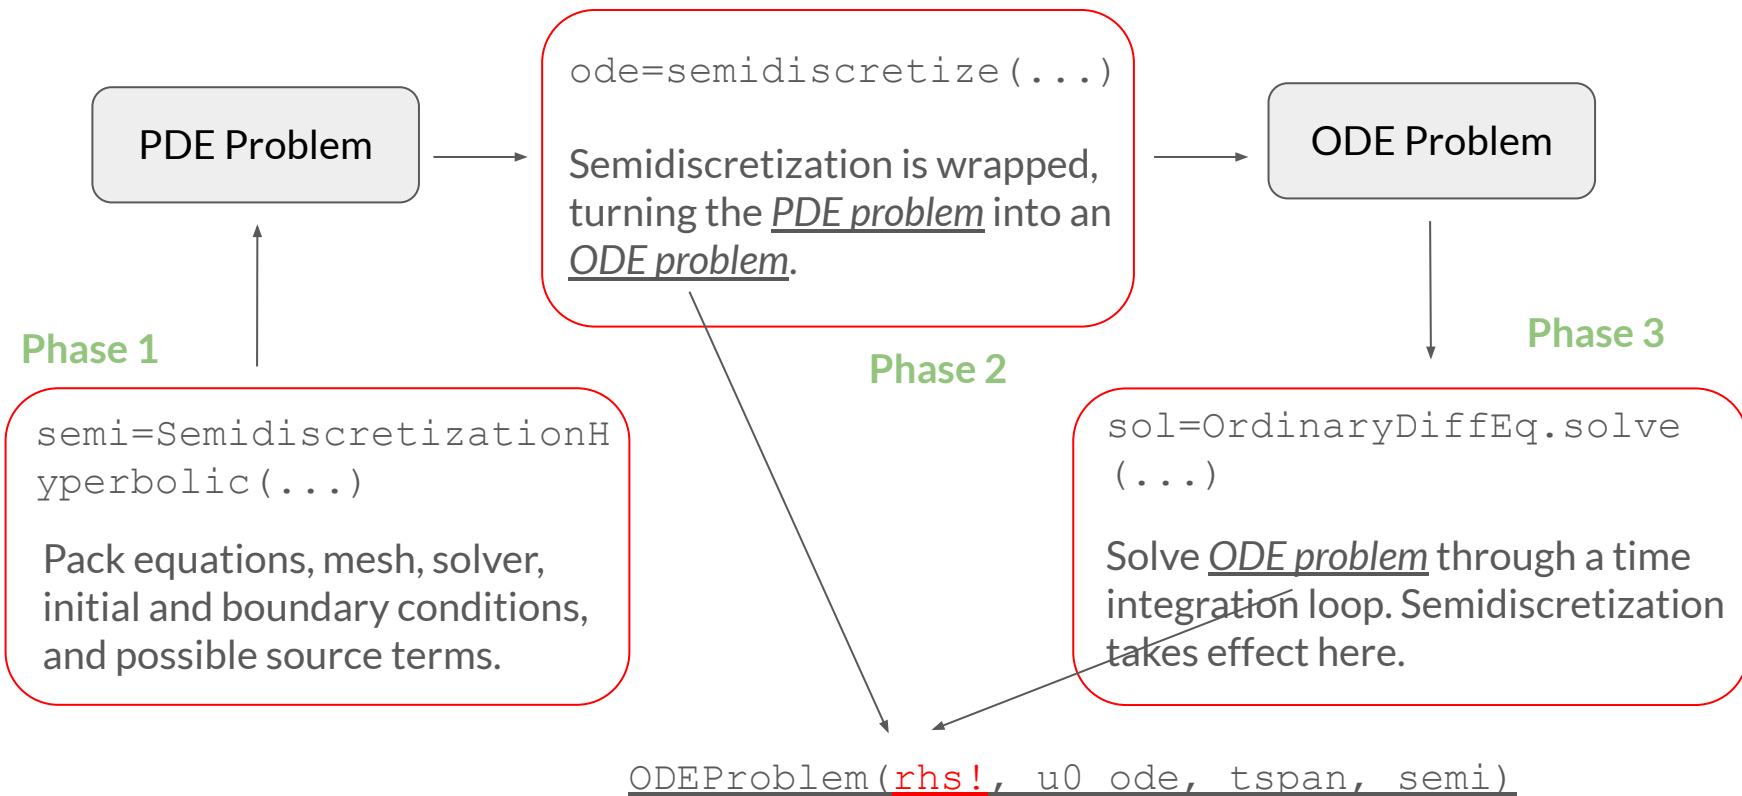 PDE Problem
ode=semidiscretize(...)
Semidiscretization is wrapped,
turning the PDE problem into an
ODE problem.
ODE Problem
Phase 1
semi=SemidiscretizationH
yperbolic(...)
Pack equations, mesh, solver,
initial and boundary conditions,
and possible source terms.
Phase 2
Phase 3
sol=OrdinaryDiffEq.solve
(...)
Solve ODE problem through a time
integration loop. Semidiscretization
takes effect here.
ODEProblem(rhs!, u0_ode, tspan, semi)